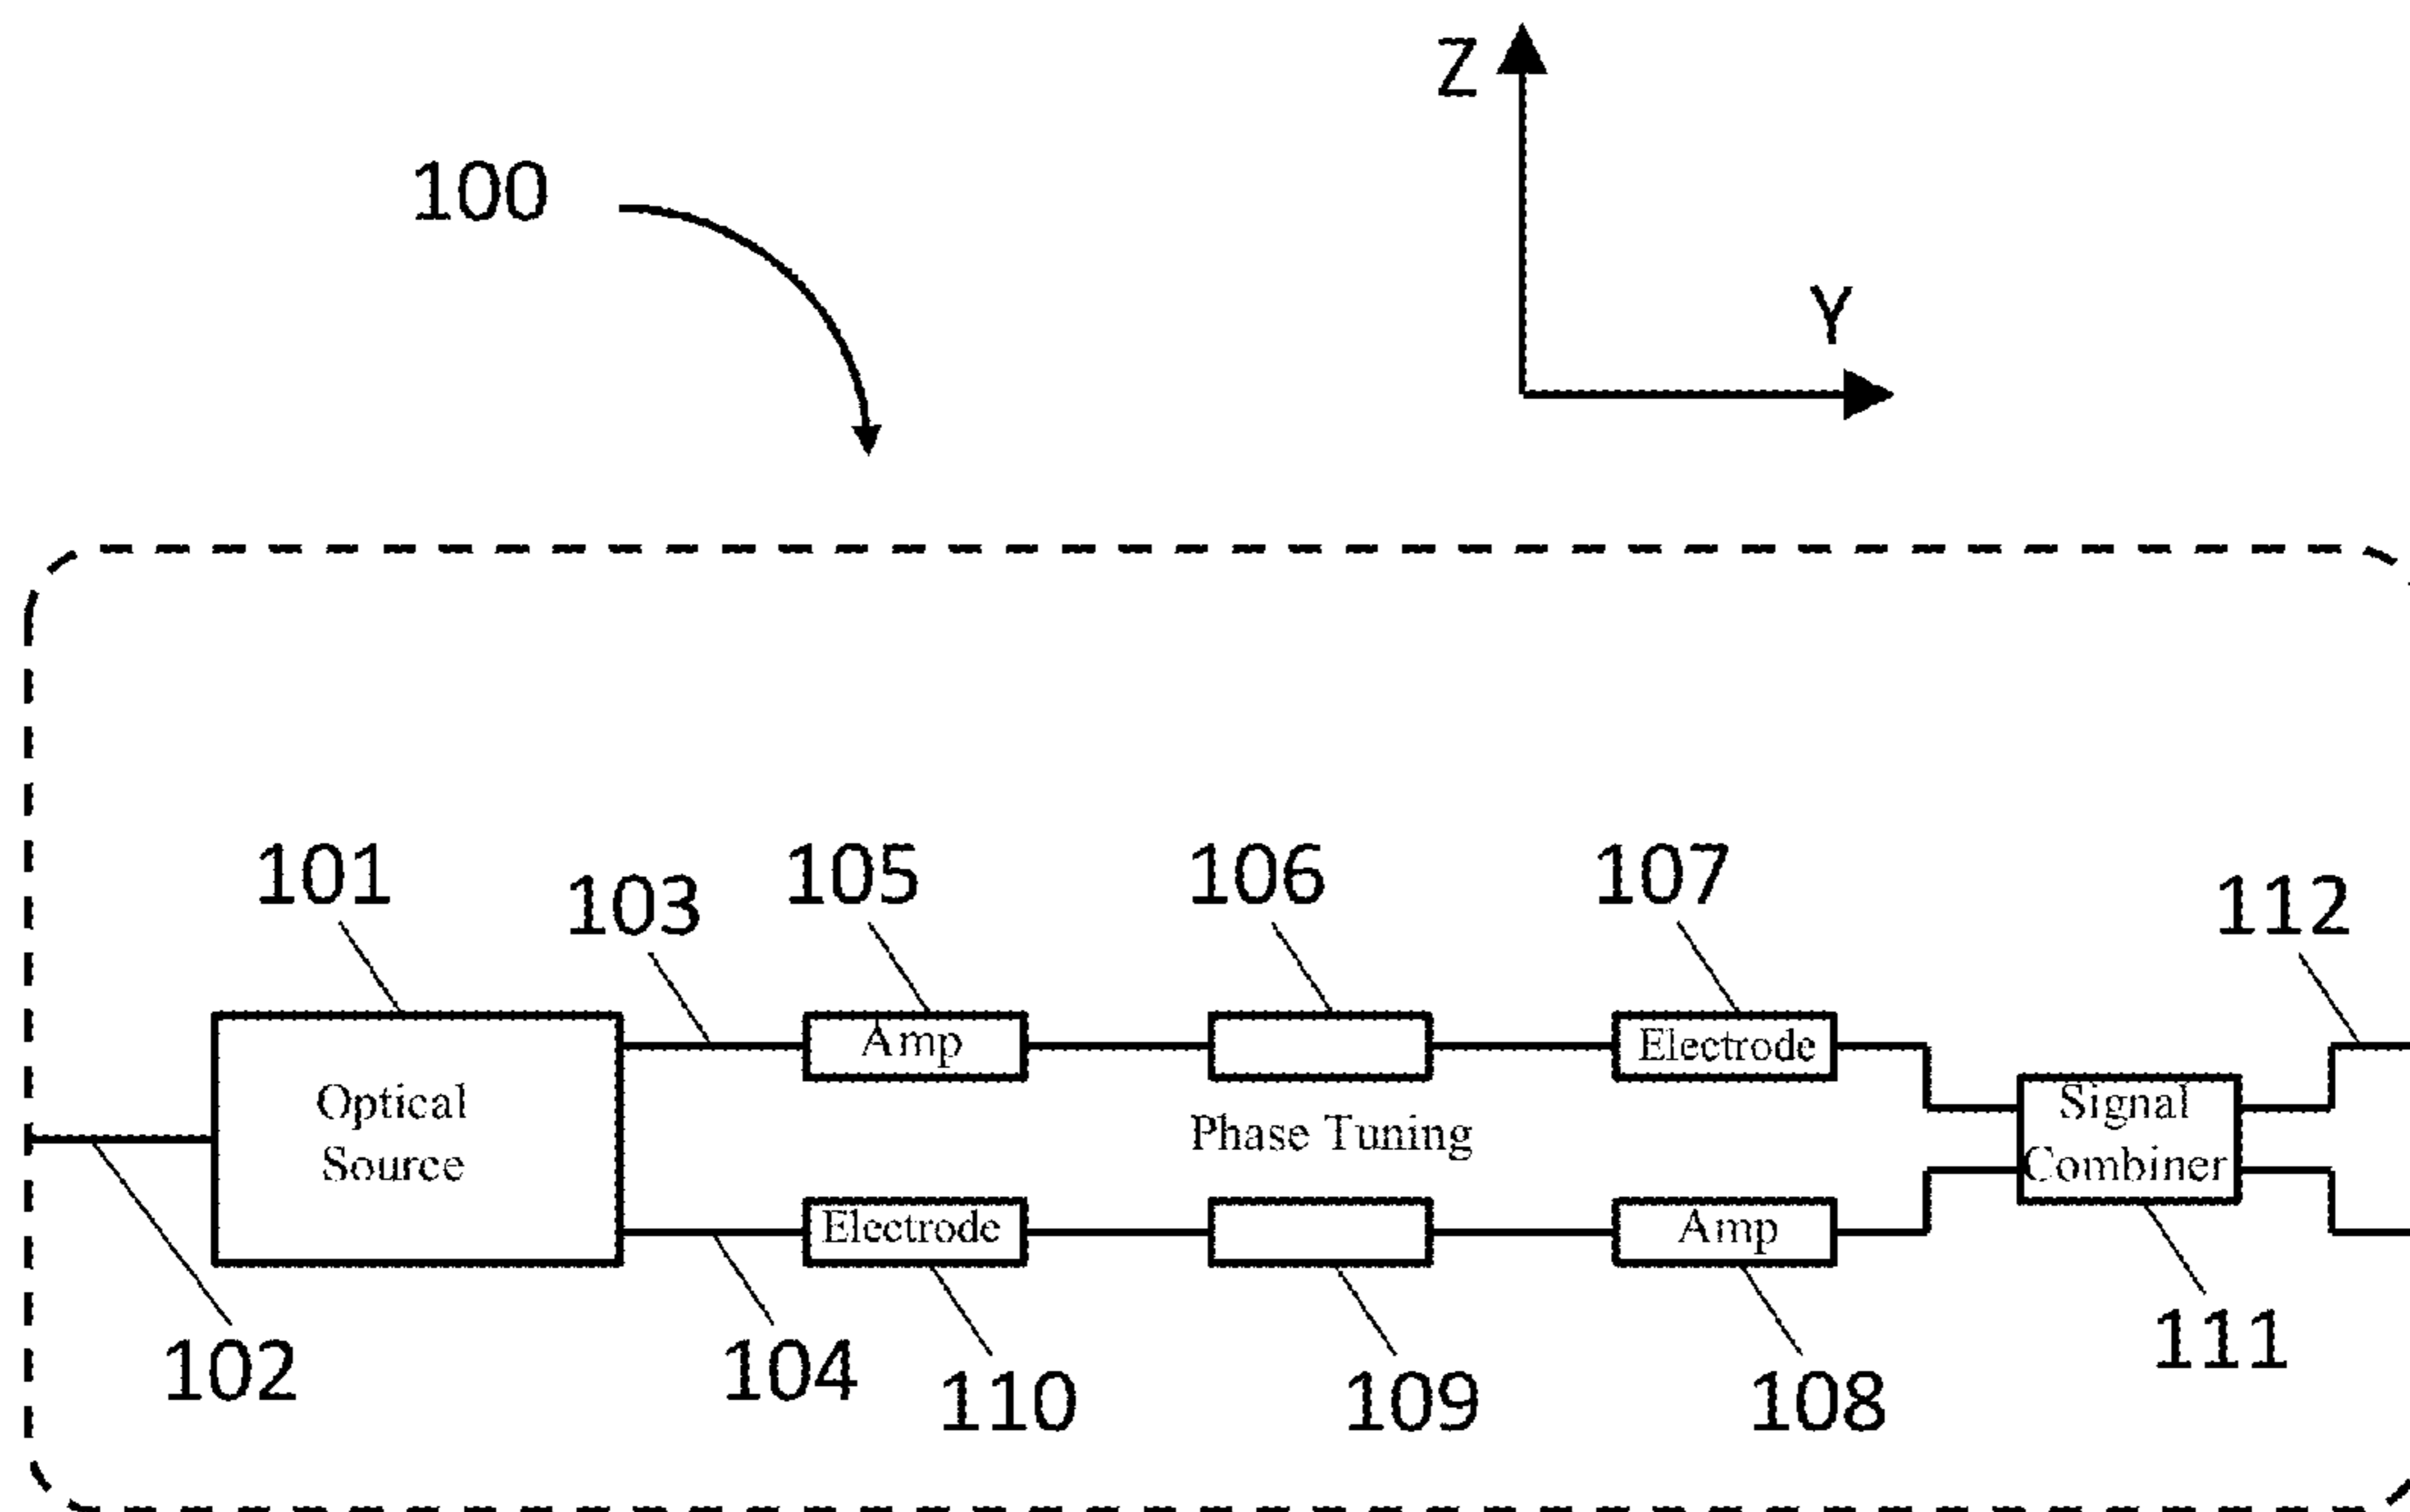 Z
100
Y
101
103
105
106
107
112
Amp
Electrode
Optical
Source
Phase Tuning
Signal
Combiner
Electrode
Amp
102
104
110
109
108
111